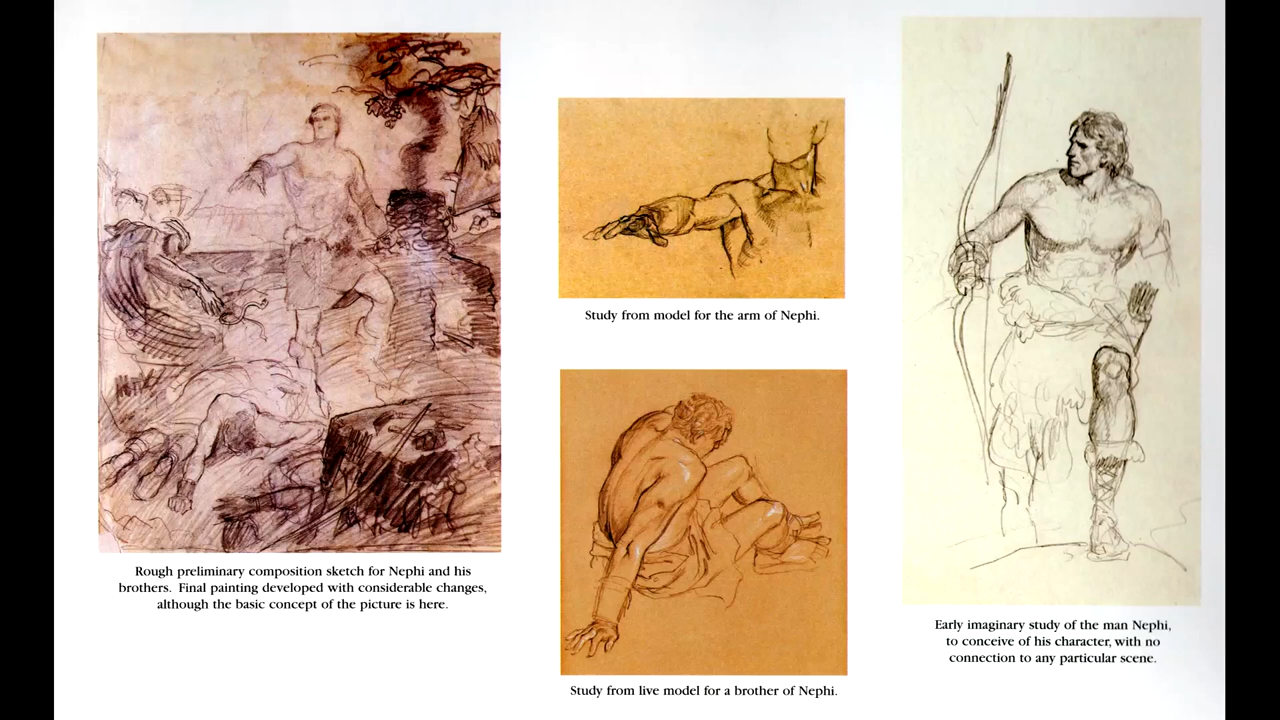 Rough preliminary composition sketch for Nephi and his
brothers. Final painting developed with considerable changes,
although the basic concept of the picture is here.
Study from model for the arm of Nephi.
Study from live model for a brother of Nephi.
Early imaginary study of the man Nephi,
to conceive of his character, with no
connection to any particular scene.